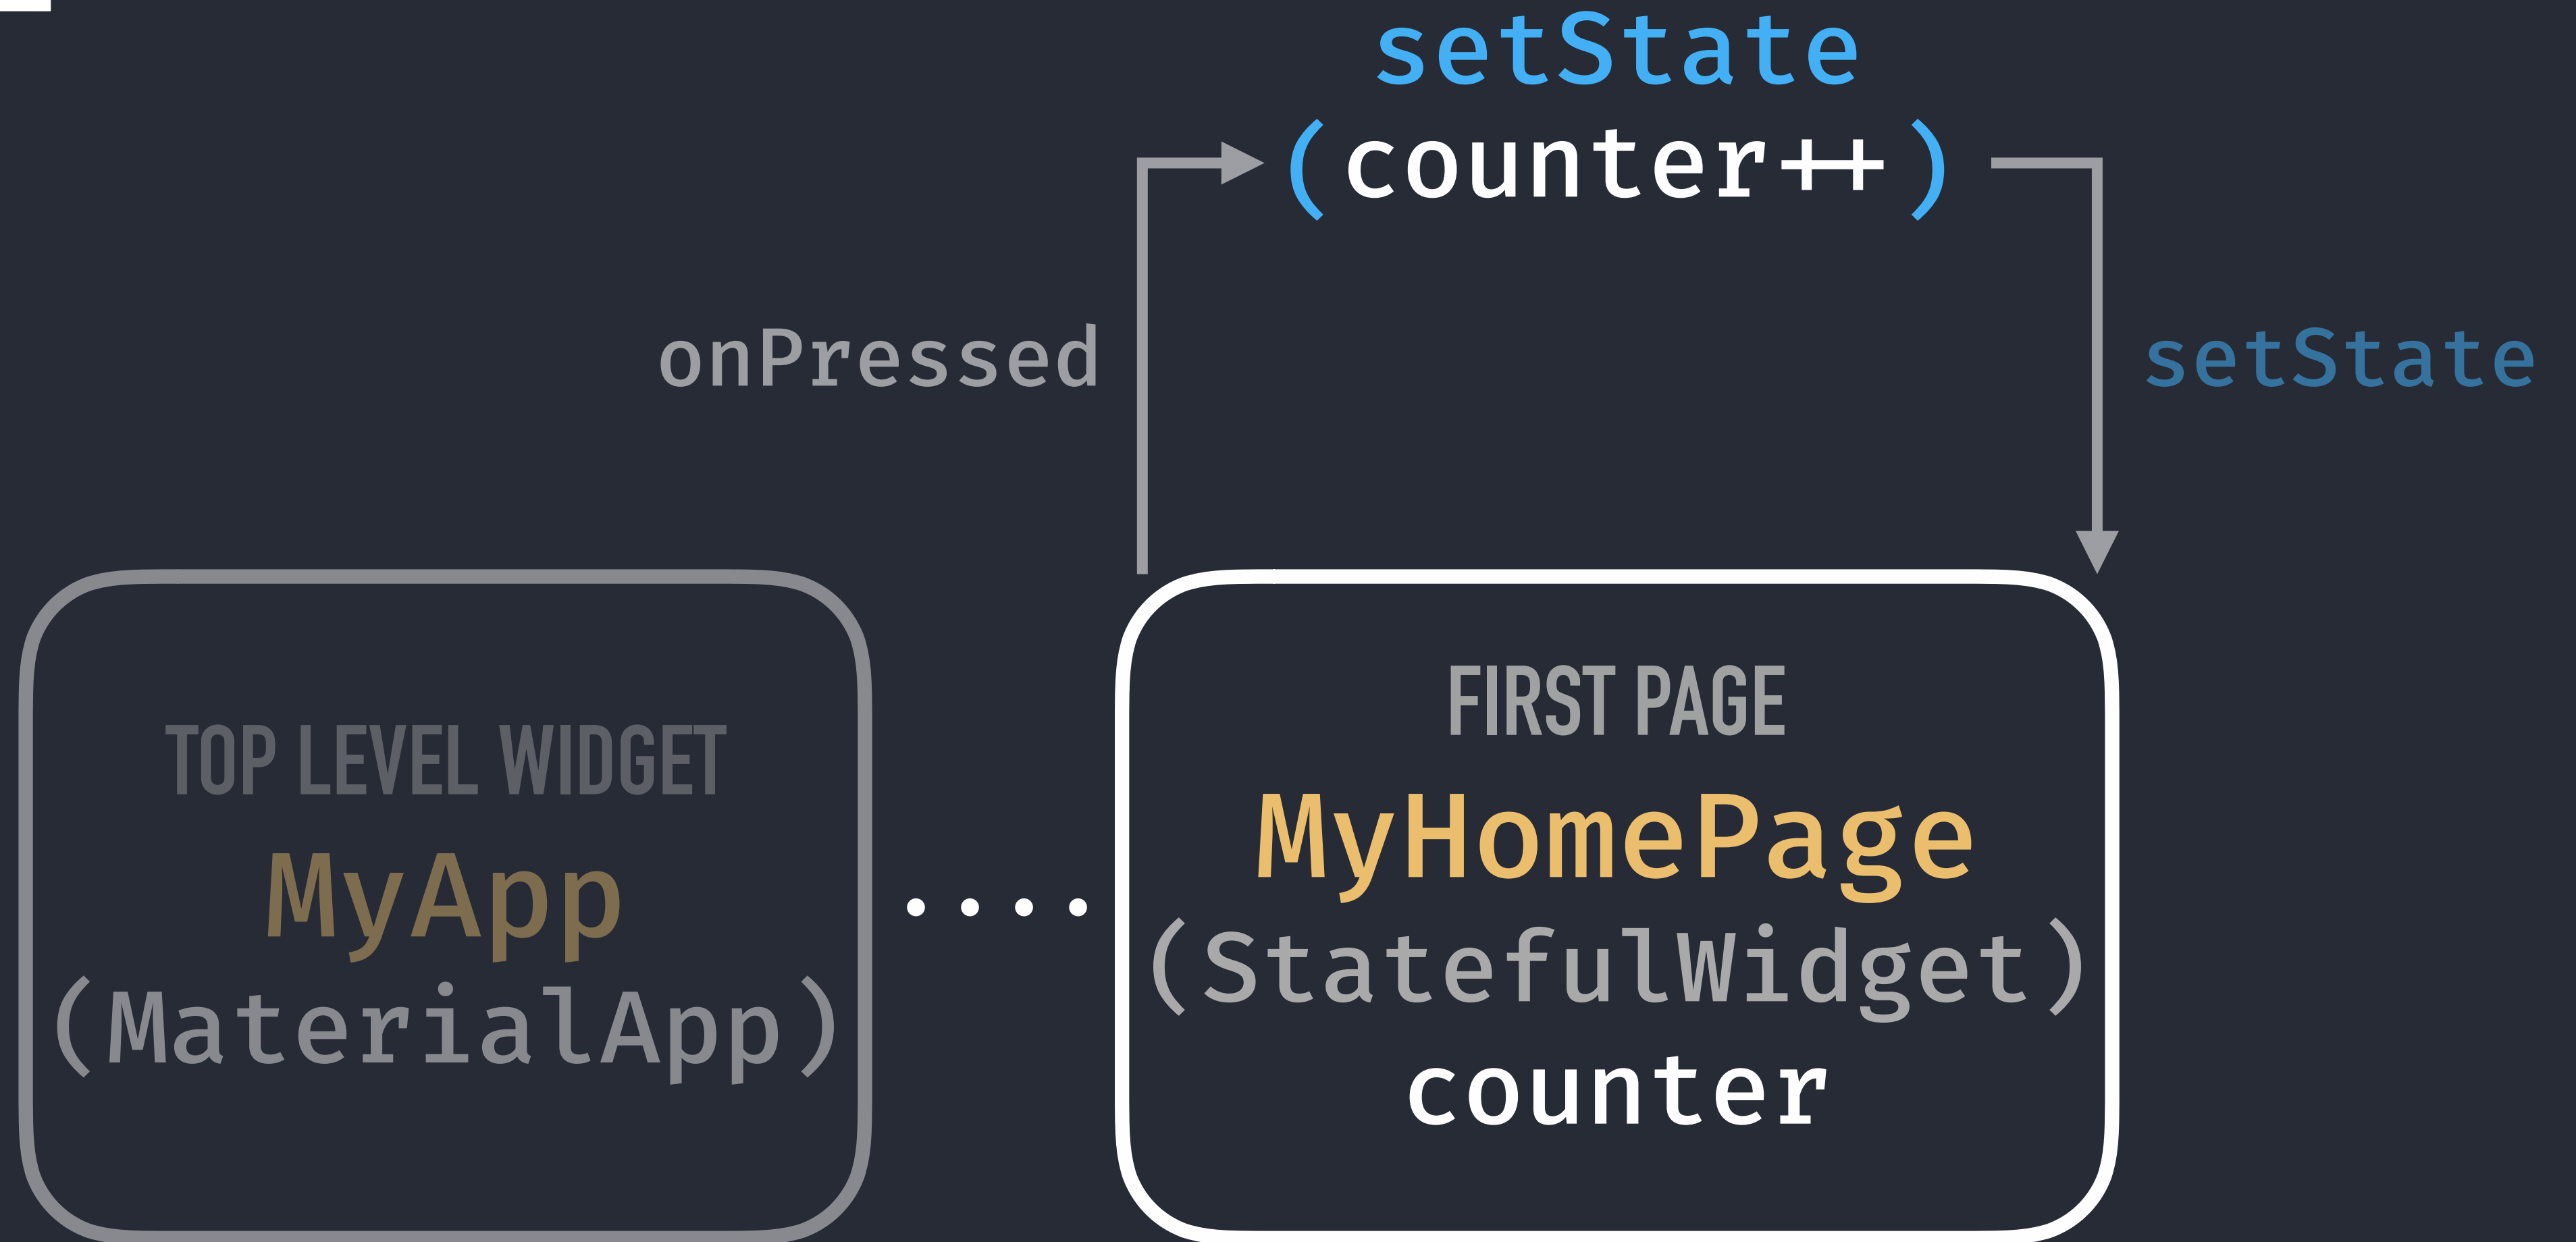 setState
(counter++)
onPressed
setState
TOP LEVEL WIDGET
MyApp
(MaterialApp)
FIRST PAGE
MyHomePage
(StatefulWidget)
counter